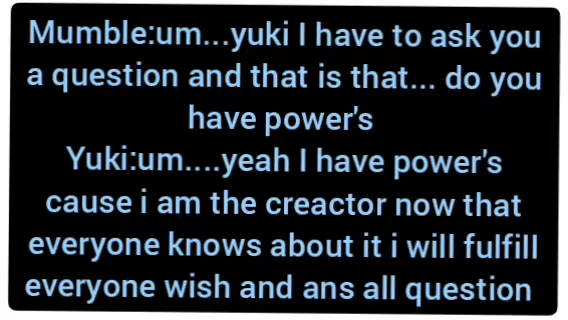 Mumble:um...yuki I have to ask you
a question and that is that... do you
have power's
Yuki:um....yeah I have power's
cause i am the creactor now that
everyone knows about it i will fulfill
everyone wish and ans all question